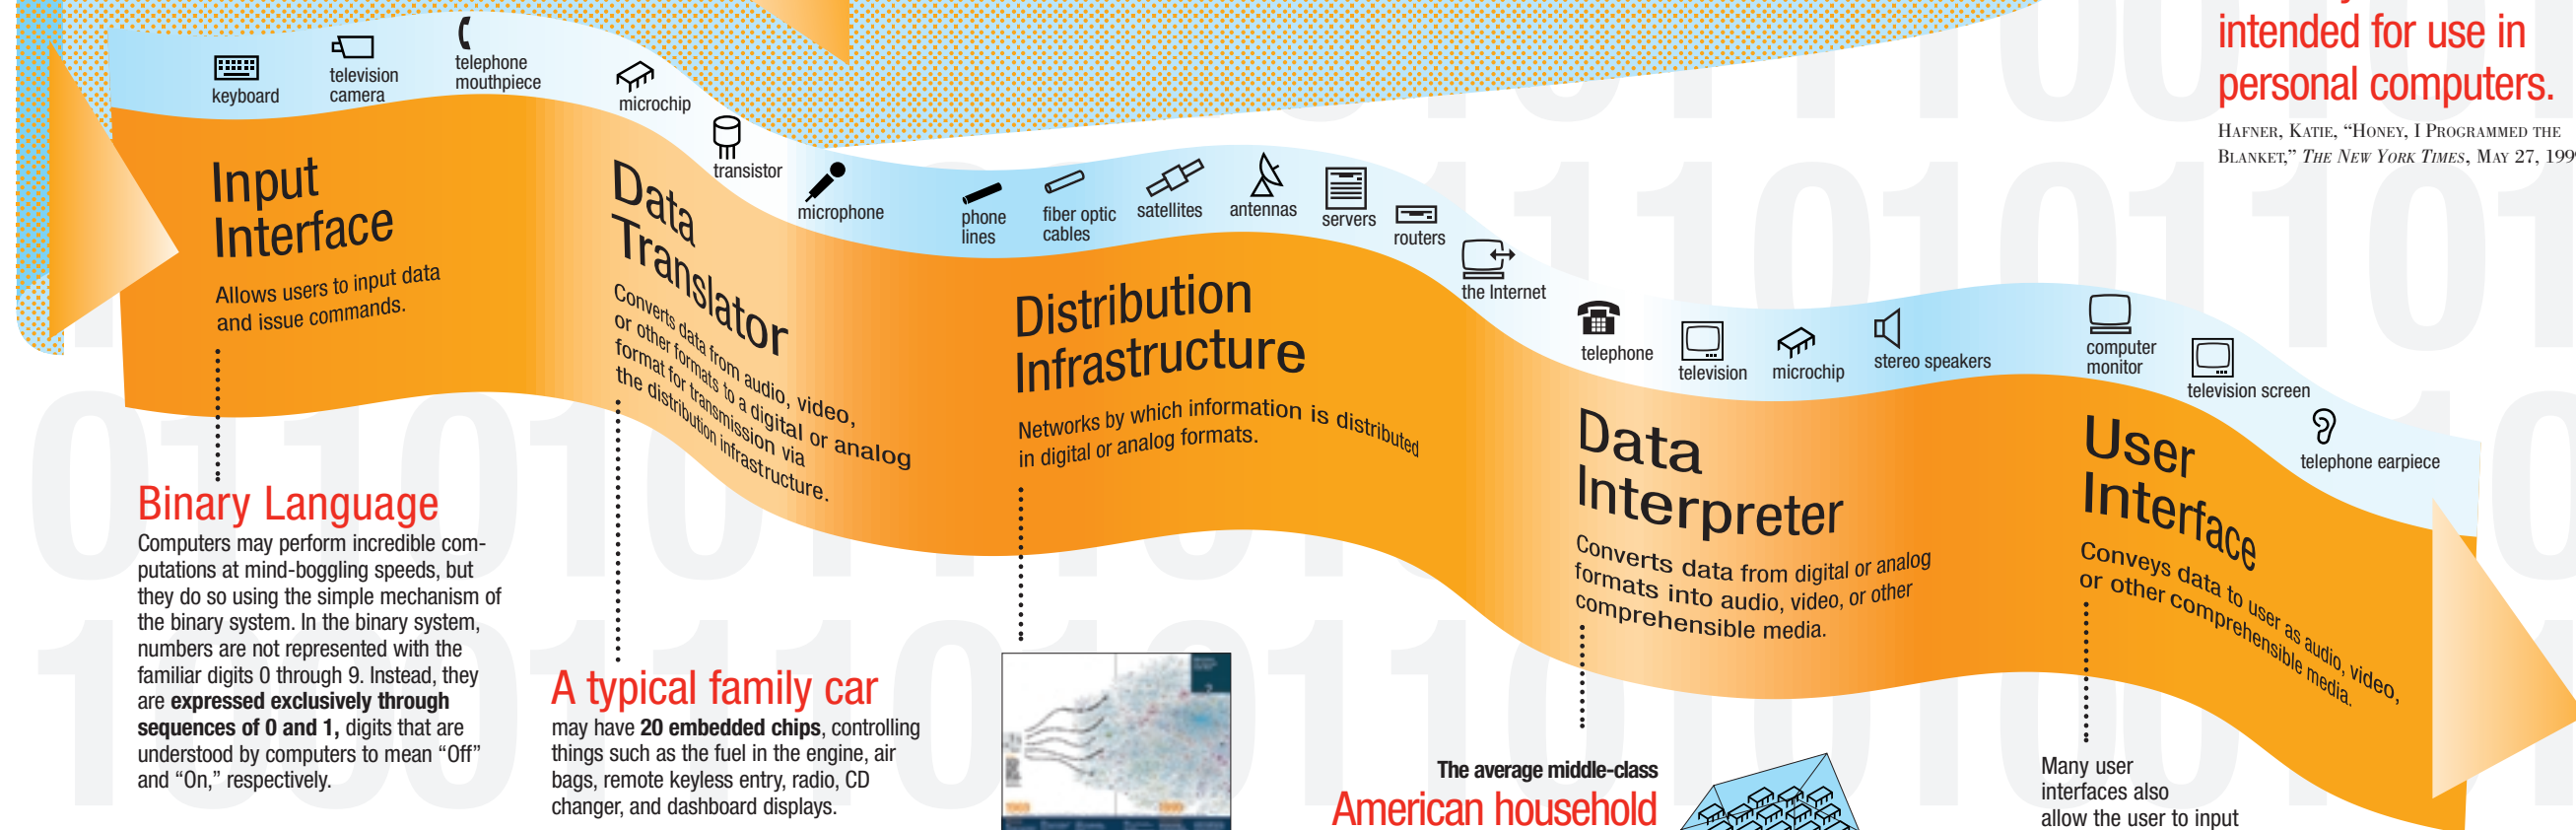 intended for use in
personal computers.
HAFNER, KATIE, “HONEY, I PROGRAMMED THE
BLANKET,” THE NEW YORK TIMES, MAY 27,
keyboard
television
camera
telephone
mouthpiece
microchip
transistor
microphone
phone
lines
fiber optic
cables
satellites
antennas
servers
routers
the Internet
telephone
television
microchip
stereo speakers
computer
monitor
television screen
telephone earpiece
Input
Interface
Allows users to input data
and issue commands.
Data
Translator
Converts data from audio, video,
or other formats to a digital or analog
format for transmission via
the distribution infrastructure.
Distribution
Infrastructure
Networks by which information is distributed
in digital or analog formats.
Data
Interpreter
Converts data from digital or analog
formats into audio, video, or other
comprehensible media.
User
Interface
Conveys data to user as audio, video,
or other comprehensible media.
Binary Language
Computers may perform incredible com-
putations at mind-boggling speeds, but
they do so using the simple mechanism of
the binary system. In the binary system,
numbers are not represented with the
familiar digits 0 through 9. Instead, they
are expressed exclusively through
sequences of 0 and 1, digits that are
understood by computers to mean “Off”
and “On,” respectively.
A typical family car
may have 20 embedded chips, controlling
things such as the fuel in the engine, air
bags, remote keyless entry, radio, CD
changer, and dashboard displays.
1969
1999
The average middle-class
American household
Many user
interfaces also
allow the user to input